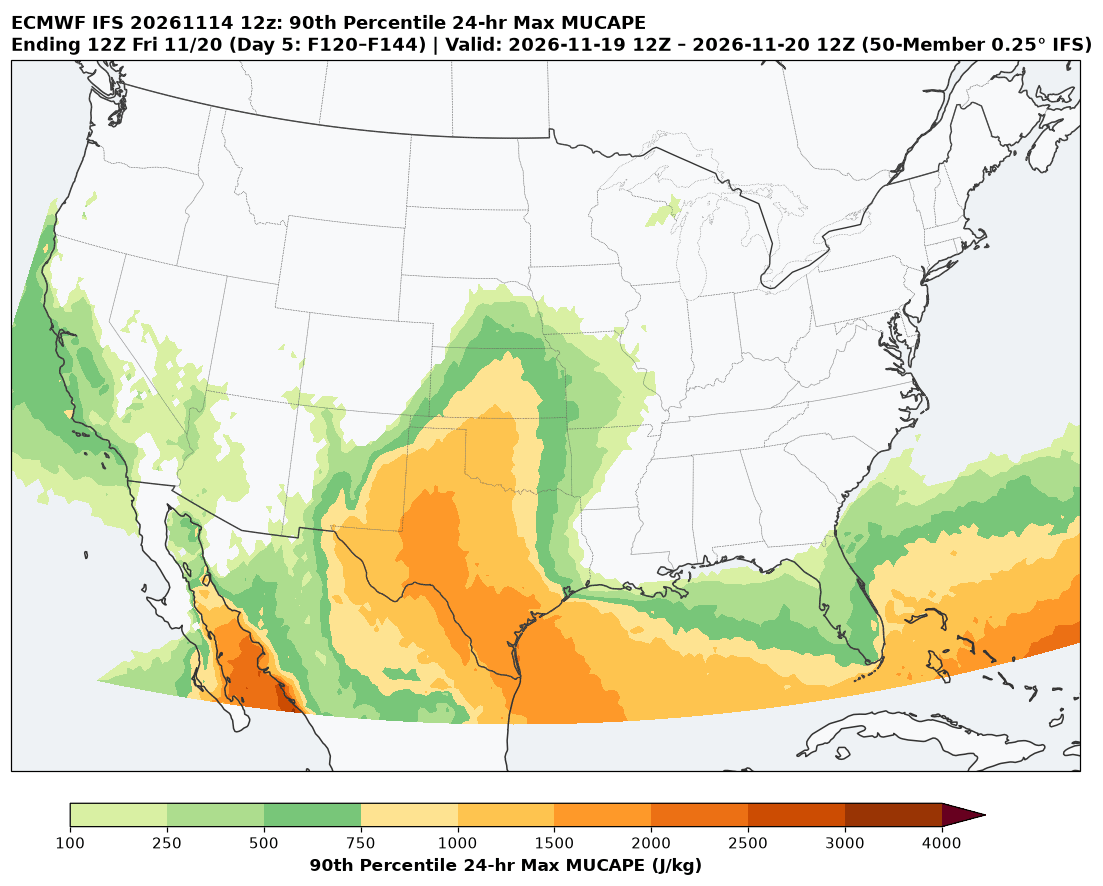 ECMWF IFS 20261114 12z: 90th Percentile 24-hr Max MUCAPE
Ending 12Z Fri 11/20 (Day 5: F120–F144) | Valid: 2026-11-19 12Z – 2026-11-20 12Z (50-Member 0.25° IFS)
100 250 500 750 1000 1500 2000 2500 3000 4000
90th Percentile 24-hr Max MUCAPE (J/kg)